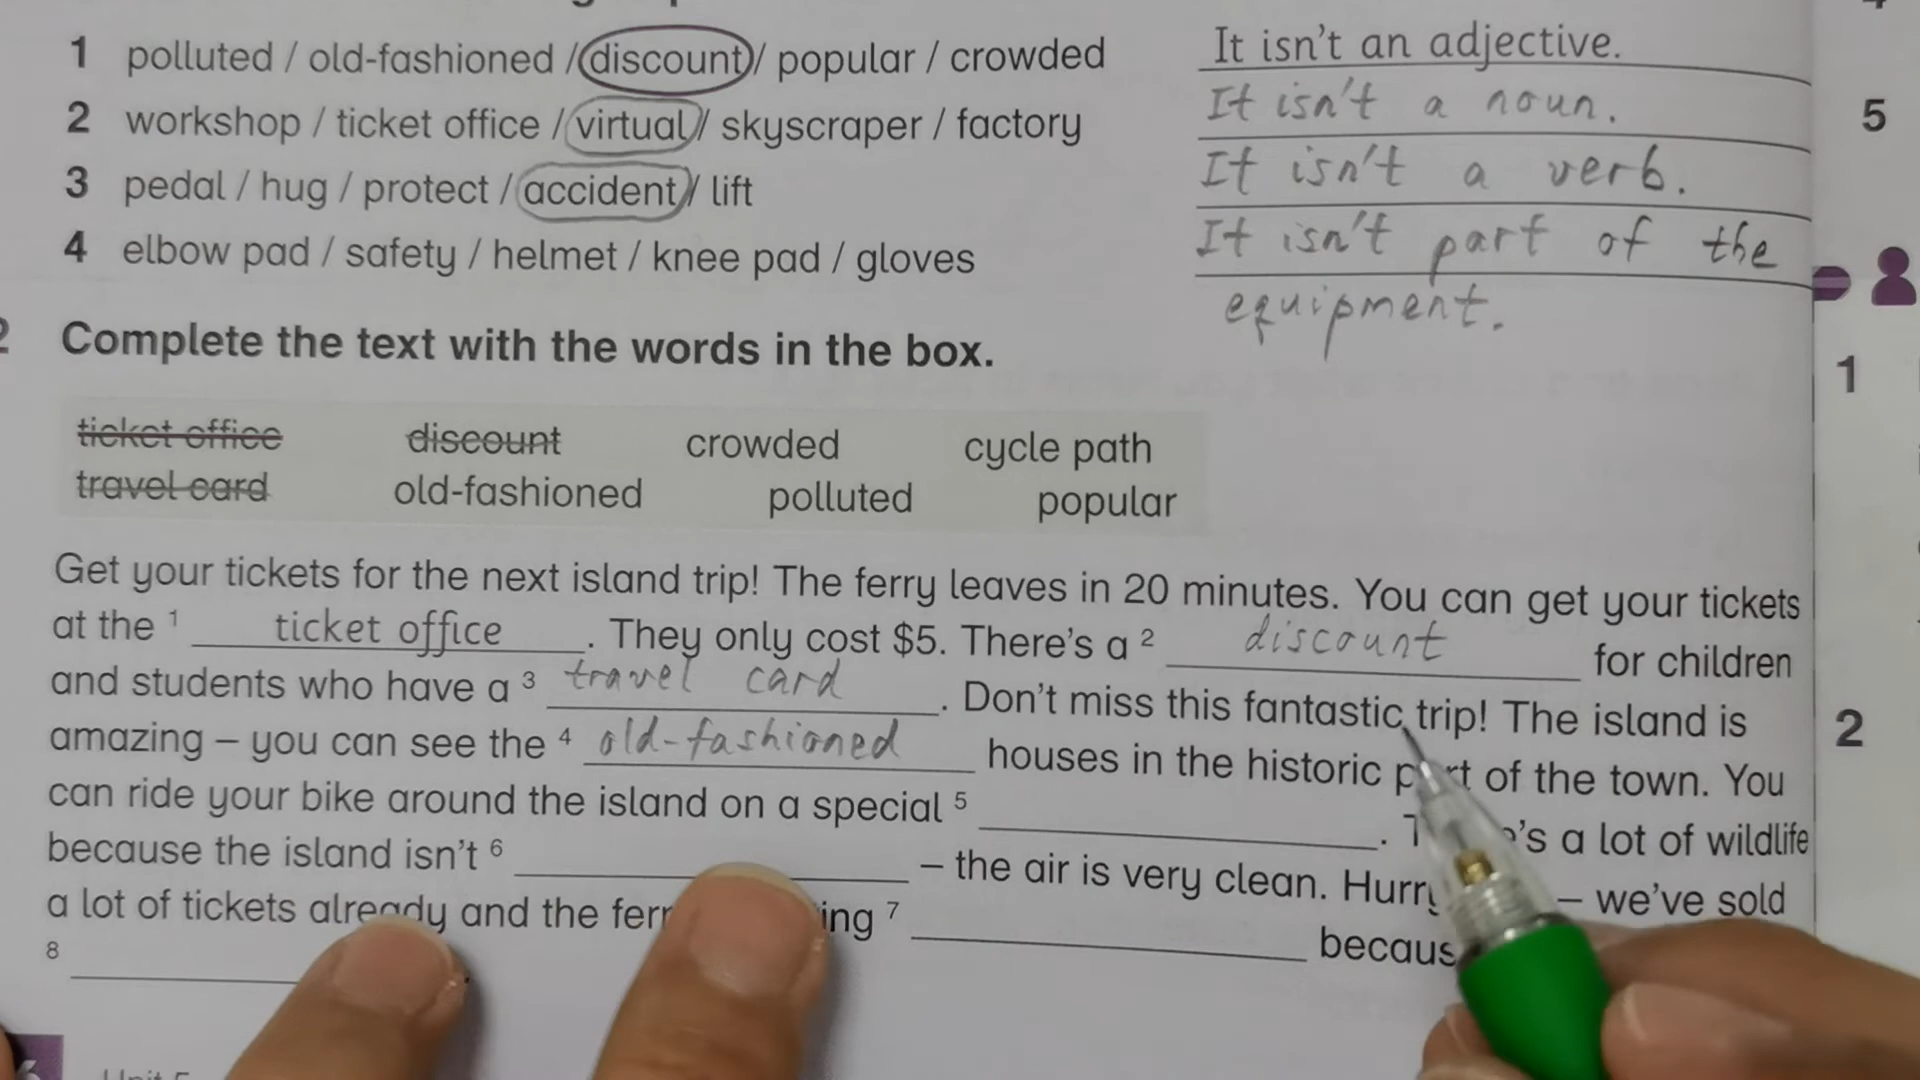 1 polluted / old-fashioned / discount / popular / crowded It isn't an adjective.
2 workshop / ticket office / virtual / skyscraper / factory It isn't a noun.
3 pedal / hug / protect / accident / lift It isn't a verb.
4 elbow pad / safety / helmet / knee pad / gloves It isn't part of the
equipment.
5
2 Complete the text with the words in the box.
1
ticket office discount crowded cycle path
travel card old-fashioned polluted popular
Get your tickets for the next island trip! The ferry leaves in 20 minutes. You can get your tickets
at the 1 ticket office. They only cost $5. There's a 2 discount for children
and students who have a 3 travel card. Don't miss this fantastic trip! The island is
2
amazing – you can see the 4 old-fashioned houses in the historic part of the town. You
can ride your bike around the island on a special 5 . 's a lot of wildlife
because the island isn't 6 – the air is very clean. Hurry – we've sold
a lot of tickets already and the 7
8